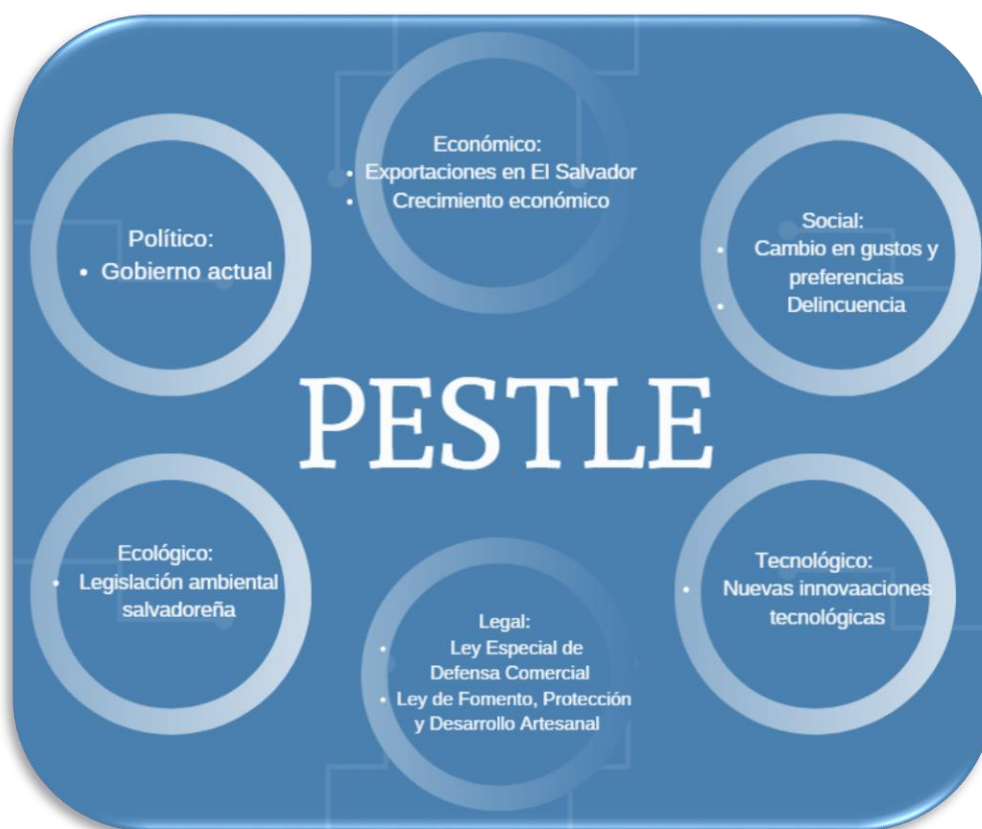 Político:
• Gobierno actual
Económico:
• Exportaciones en El Salvador
• Crecimiento económico
Social:
• Cambio en gustos y
preferencias
• Delincuencia
PESTLE
Ecológico:
• Legislación ambiental
salvadoreña
Legal:
• Ley Especial de
Defensa Comercial
• Ley de Fomento, Protección
y Desarrollo Artesanal
Tecnológico:
• Nuevas innovaaciones
tecnológicas